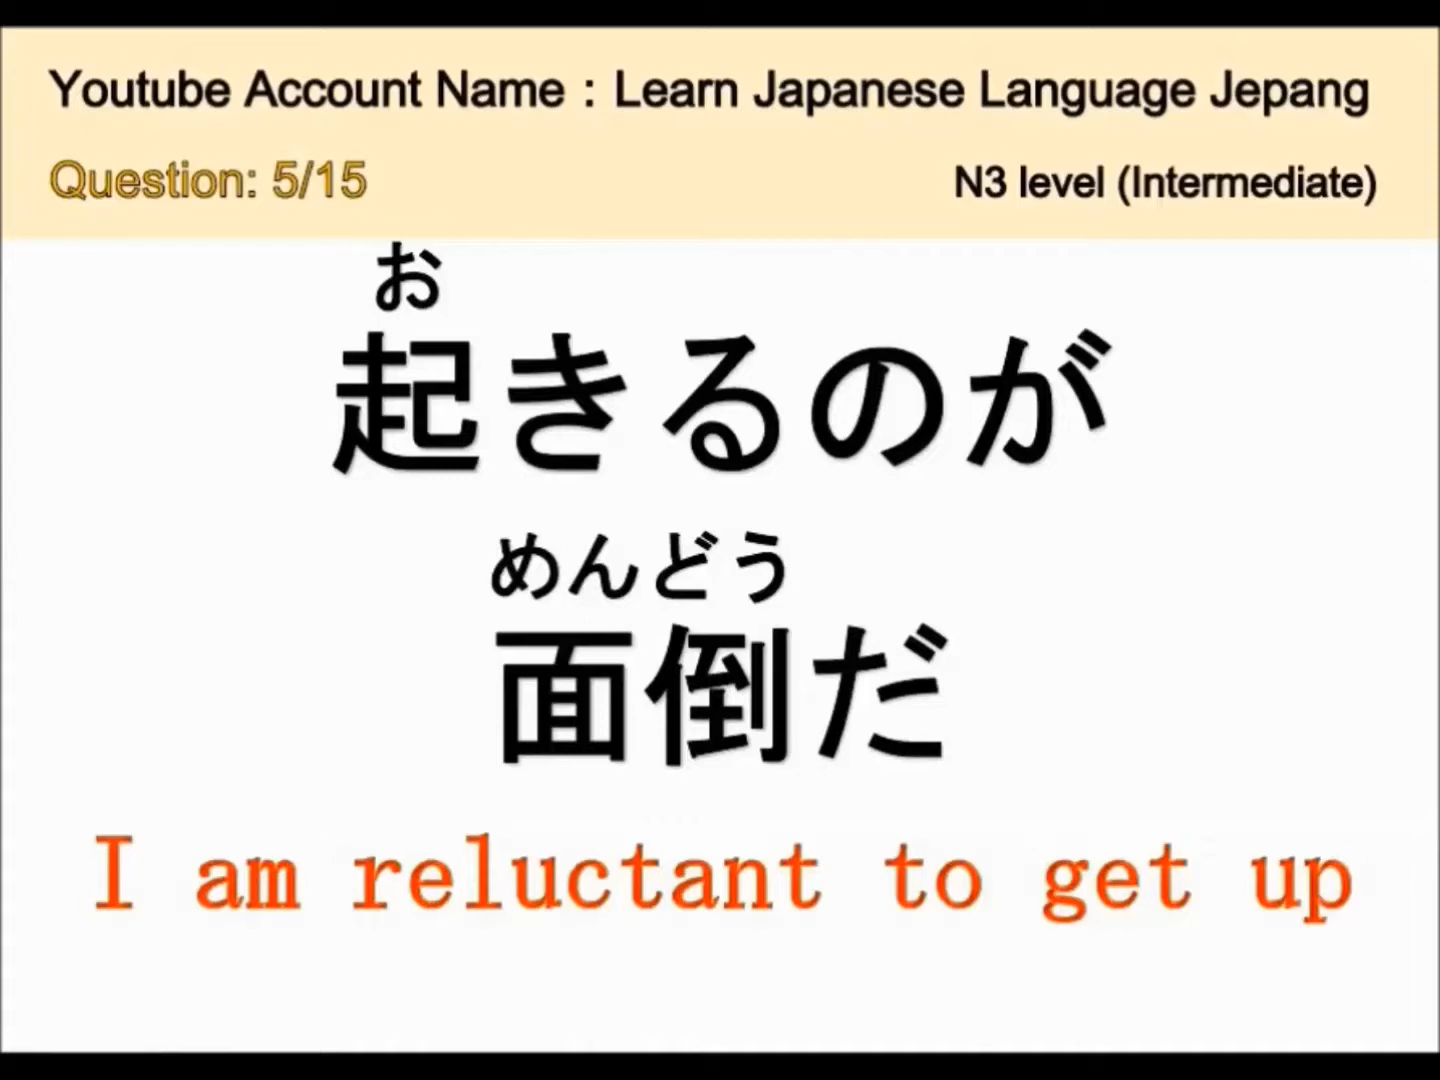 Youtube Account Name：Learn Japanese Language Jepang
Question: 5/15
N3 level (Intermediate)
お
起きるのが
めんどう
面倒だ
I am reluctant to get up